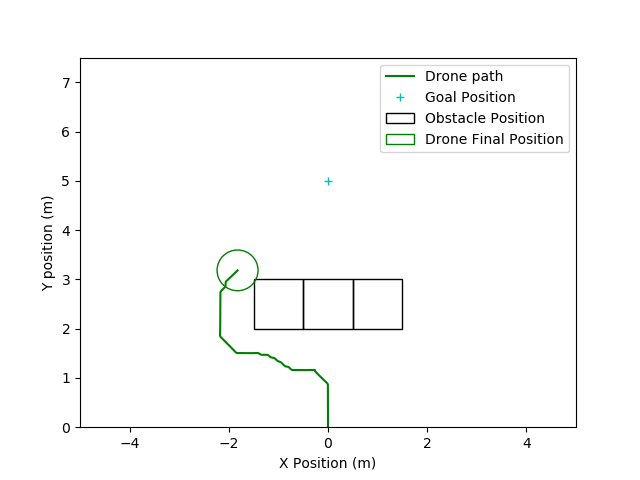 Drone path
Goal Position
Obstacle Position
Drone Final Position
7
6
5
4
3
2
1
0
−4
−2
0
2
4
Y position (m)
X Position (m)